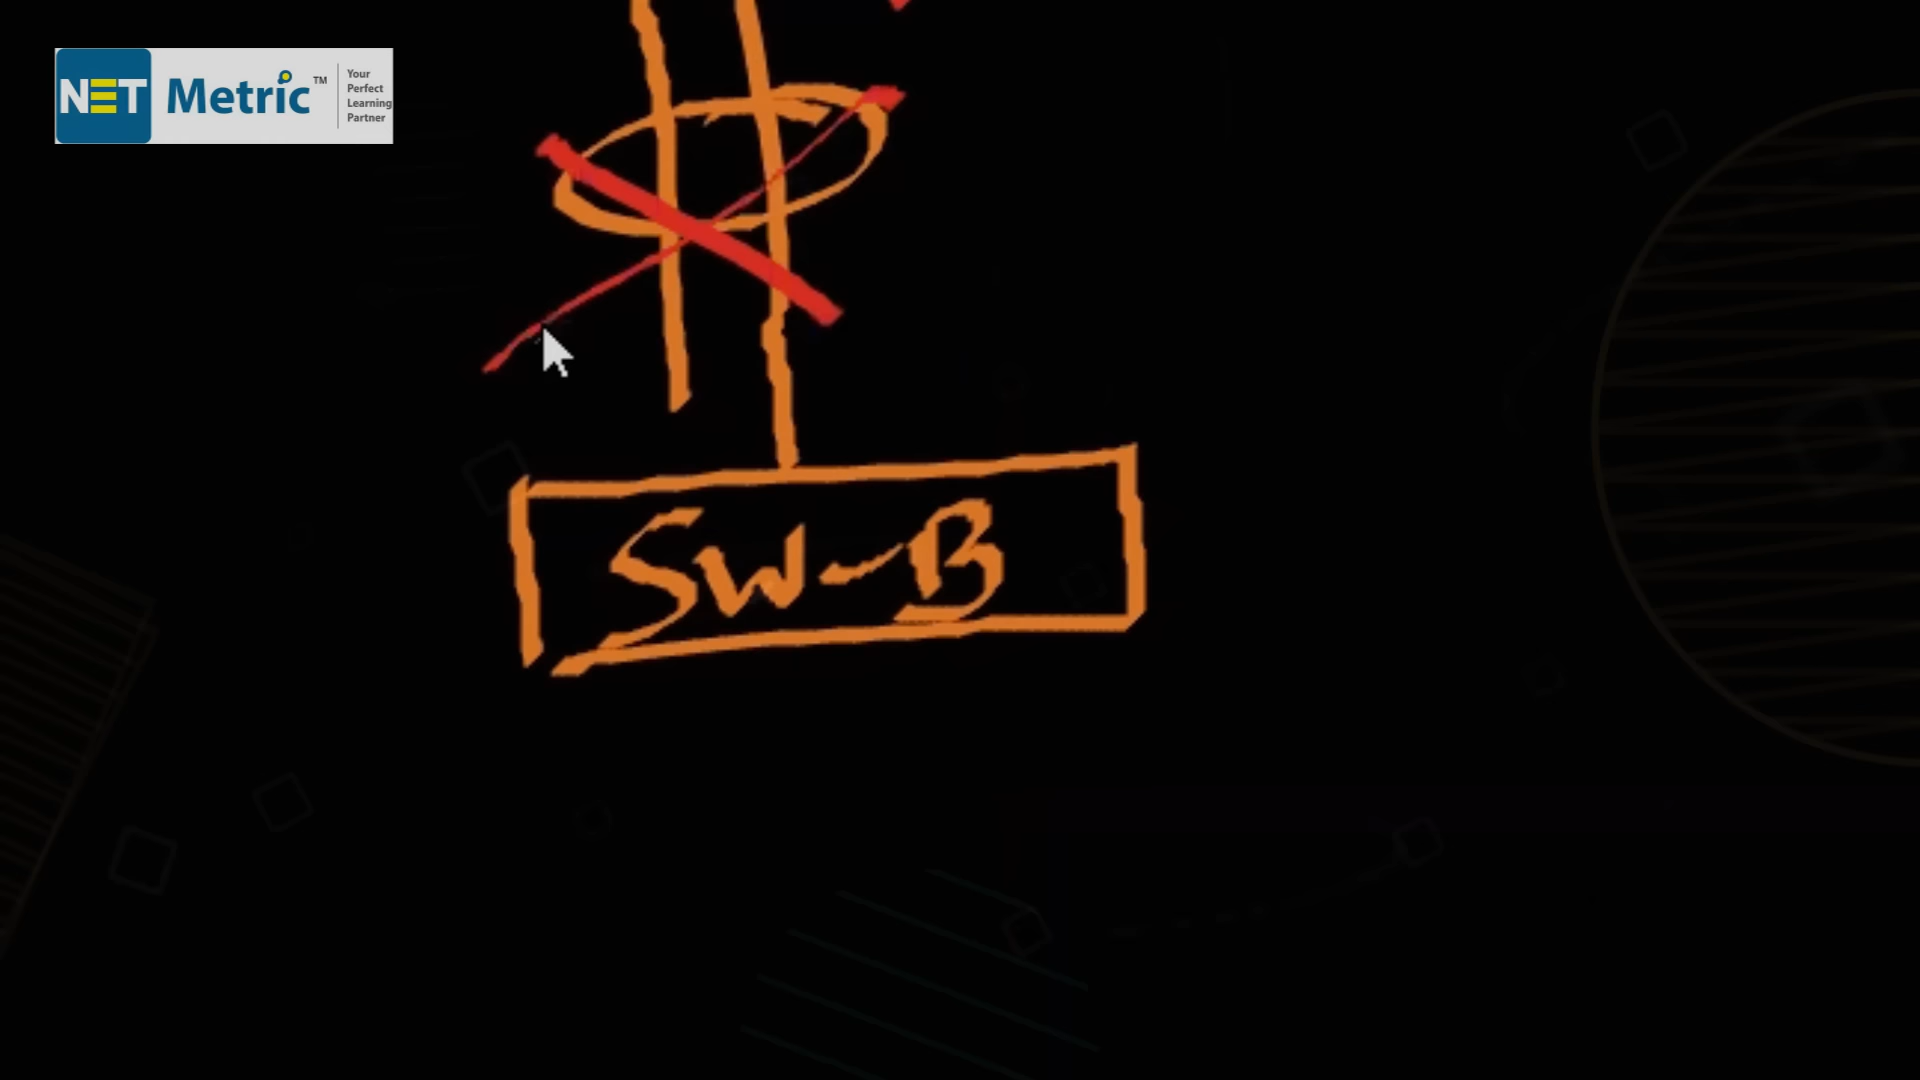 NET Metric™
Your
Perfect
Learning
Partner
SW-B